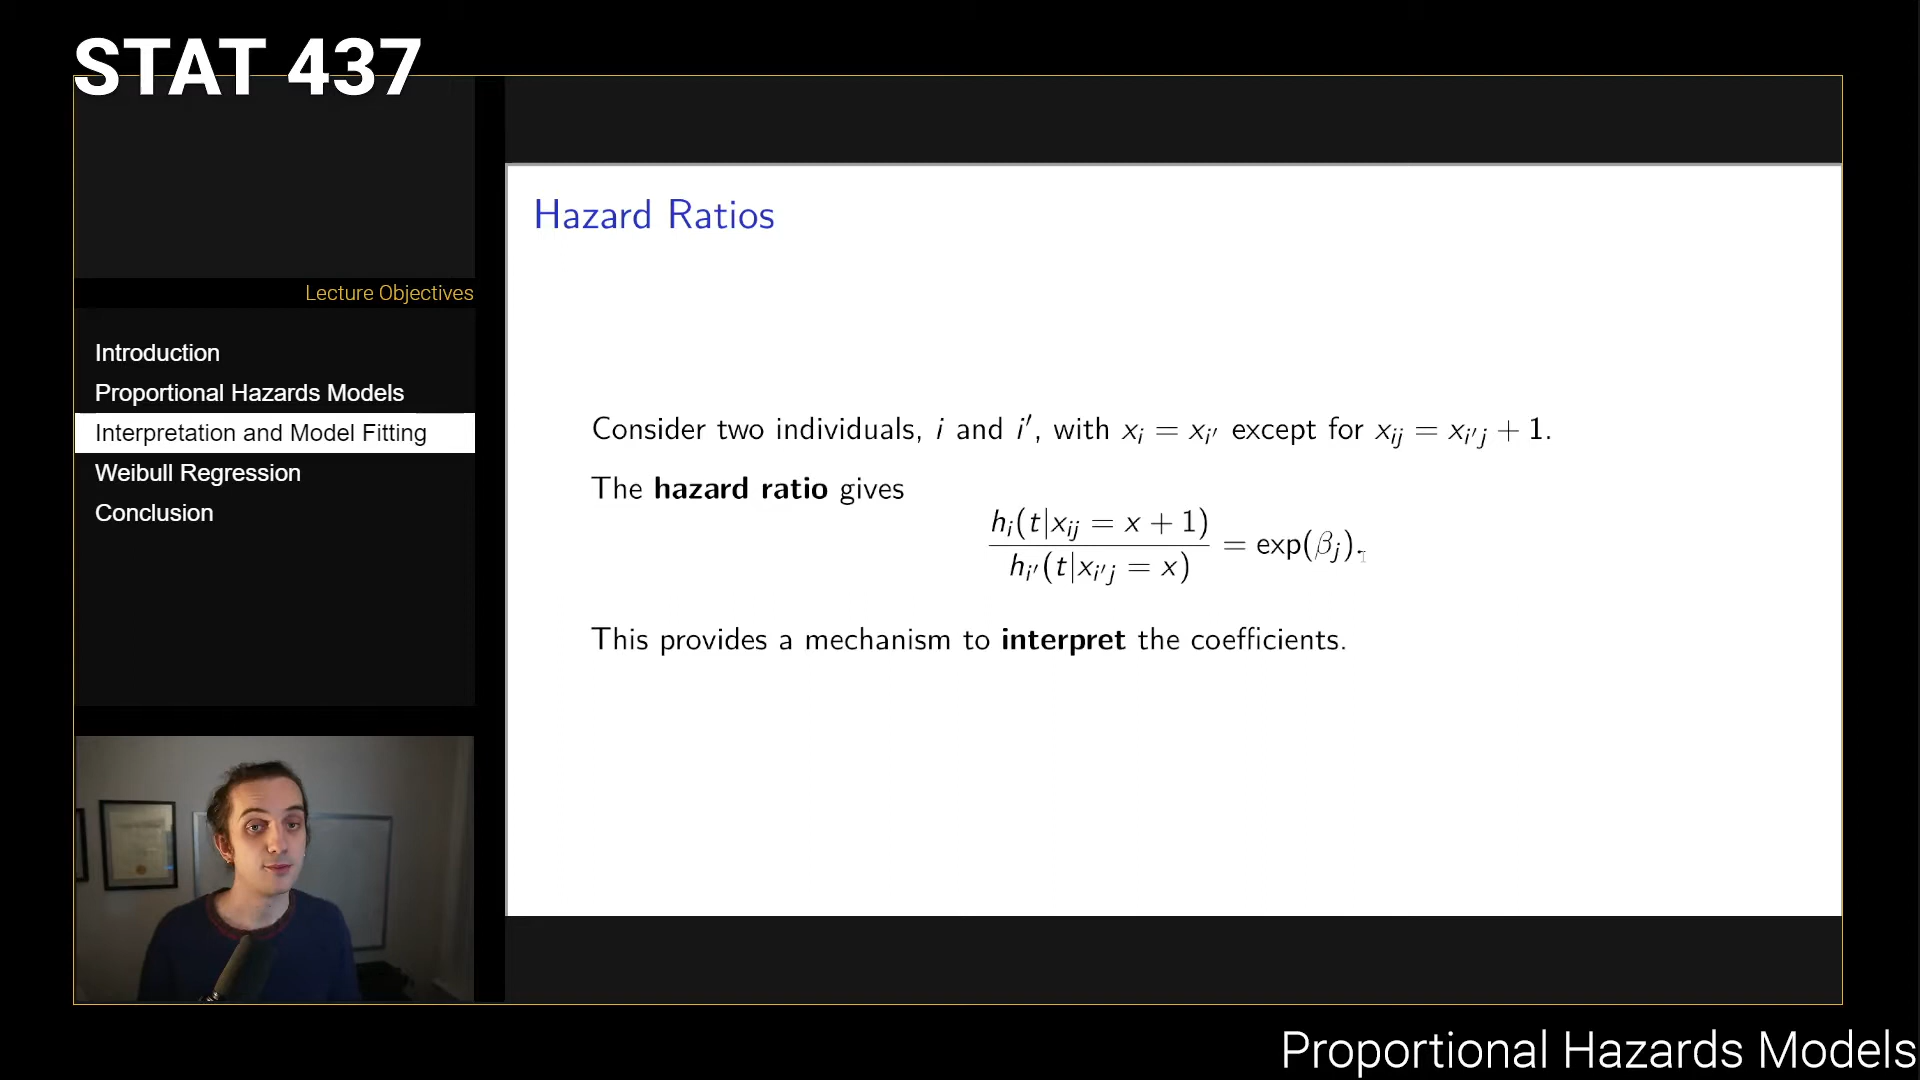 STAT 437
Lecture Objectives
Introduction
Proportional Hazards Models
Interpretation and Model Fitting
Weibull Regression
Conclusion
Hazard Ratios
Consider two individuals, i and i′, with x_i = x_{i′} except for x_{ij} = x_{i′j} + 1.
The hazard ratio gives
h_i(t|x_{ij} = x + 1) / h_{i′}(t|x_{i′j} = x) = exp(β_j).
This provides a mechanism to interpret the coefficients.
Proportional Hazards Models